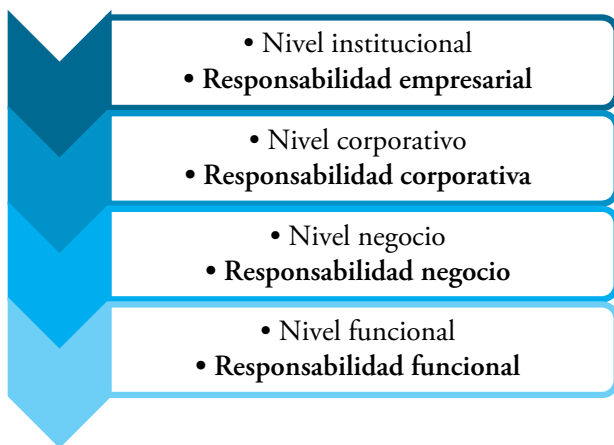 • Nivel institucional
• Responsabilidad empresarial
• Nivel corporativo
• Responsabilidad corporativa
• Nivel negocio
• Responsabilidad negocio
• Nivel funcional
• Responsabilidad funcional